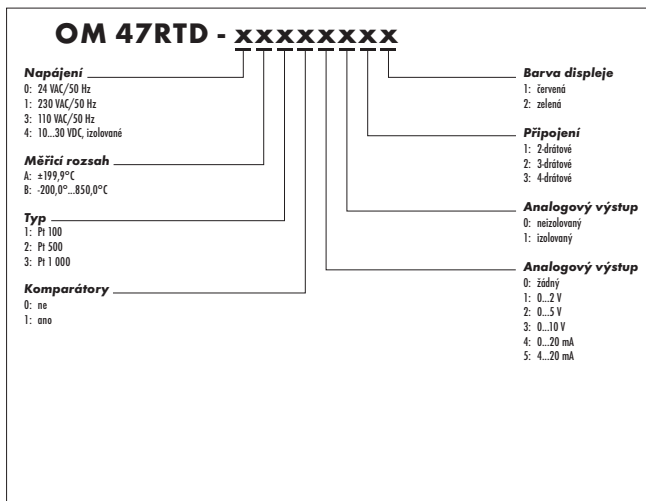 OM 47RTD - xxxxxxxx
Napájení
0: 24 VAC/50 Hz
1: 230 VAC/50 Hz
3: 110 VAC/50 Hz
4: 10...30 VDC, izolované
Měřicí rozsah
A: ±199,9°C
B: -200,0°...850,0°C
Typ
1: Pt 100
2: Pt 500
3: Pt 1 000
Komparátory
0: ne
1: ano
Barva displeje
1: červená
2: zelená
Připojení
1: 2-drátové
2: 3-drátové
3: 4-drátové
Analogový výstup
0: neizolovaný
1: izolovaný
Analogový výstup
0: žádný
1: 0...2 V
2: 0...5 V
3: 0...10 V
4: 0...20 mA
5: 4...20 mA